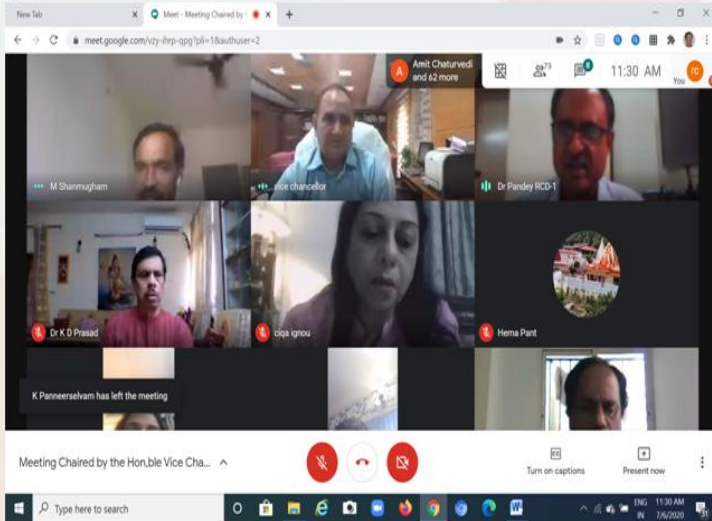 New Tab
Meet - Meeting Chaired by
meet.google.com/vzy-ihrp-qpg?pli=1&authuser=2
Amit Chaturvedi
and 62 more
A
73
8
11:30 AM
You
rc
M Shanmugham
vice chancellor
Dr Pandey RCD-1
Dr K D Prasad
ciqa ignou
Hema Pant
K Panneerselvam has left the meeting
Meeting Chaired by the Hon,ble Vice Cha...
Turn on captions
Present now
Type here to search
ENG
11:30 AM
IN
7/6/2020